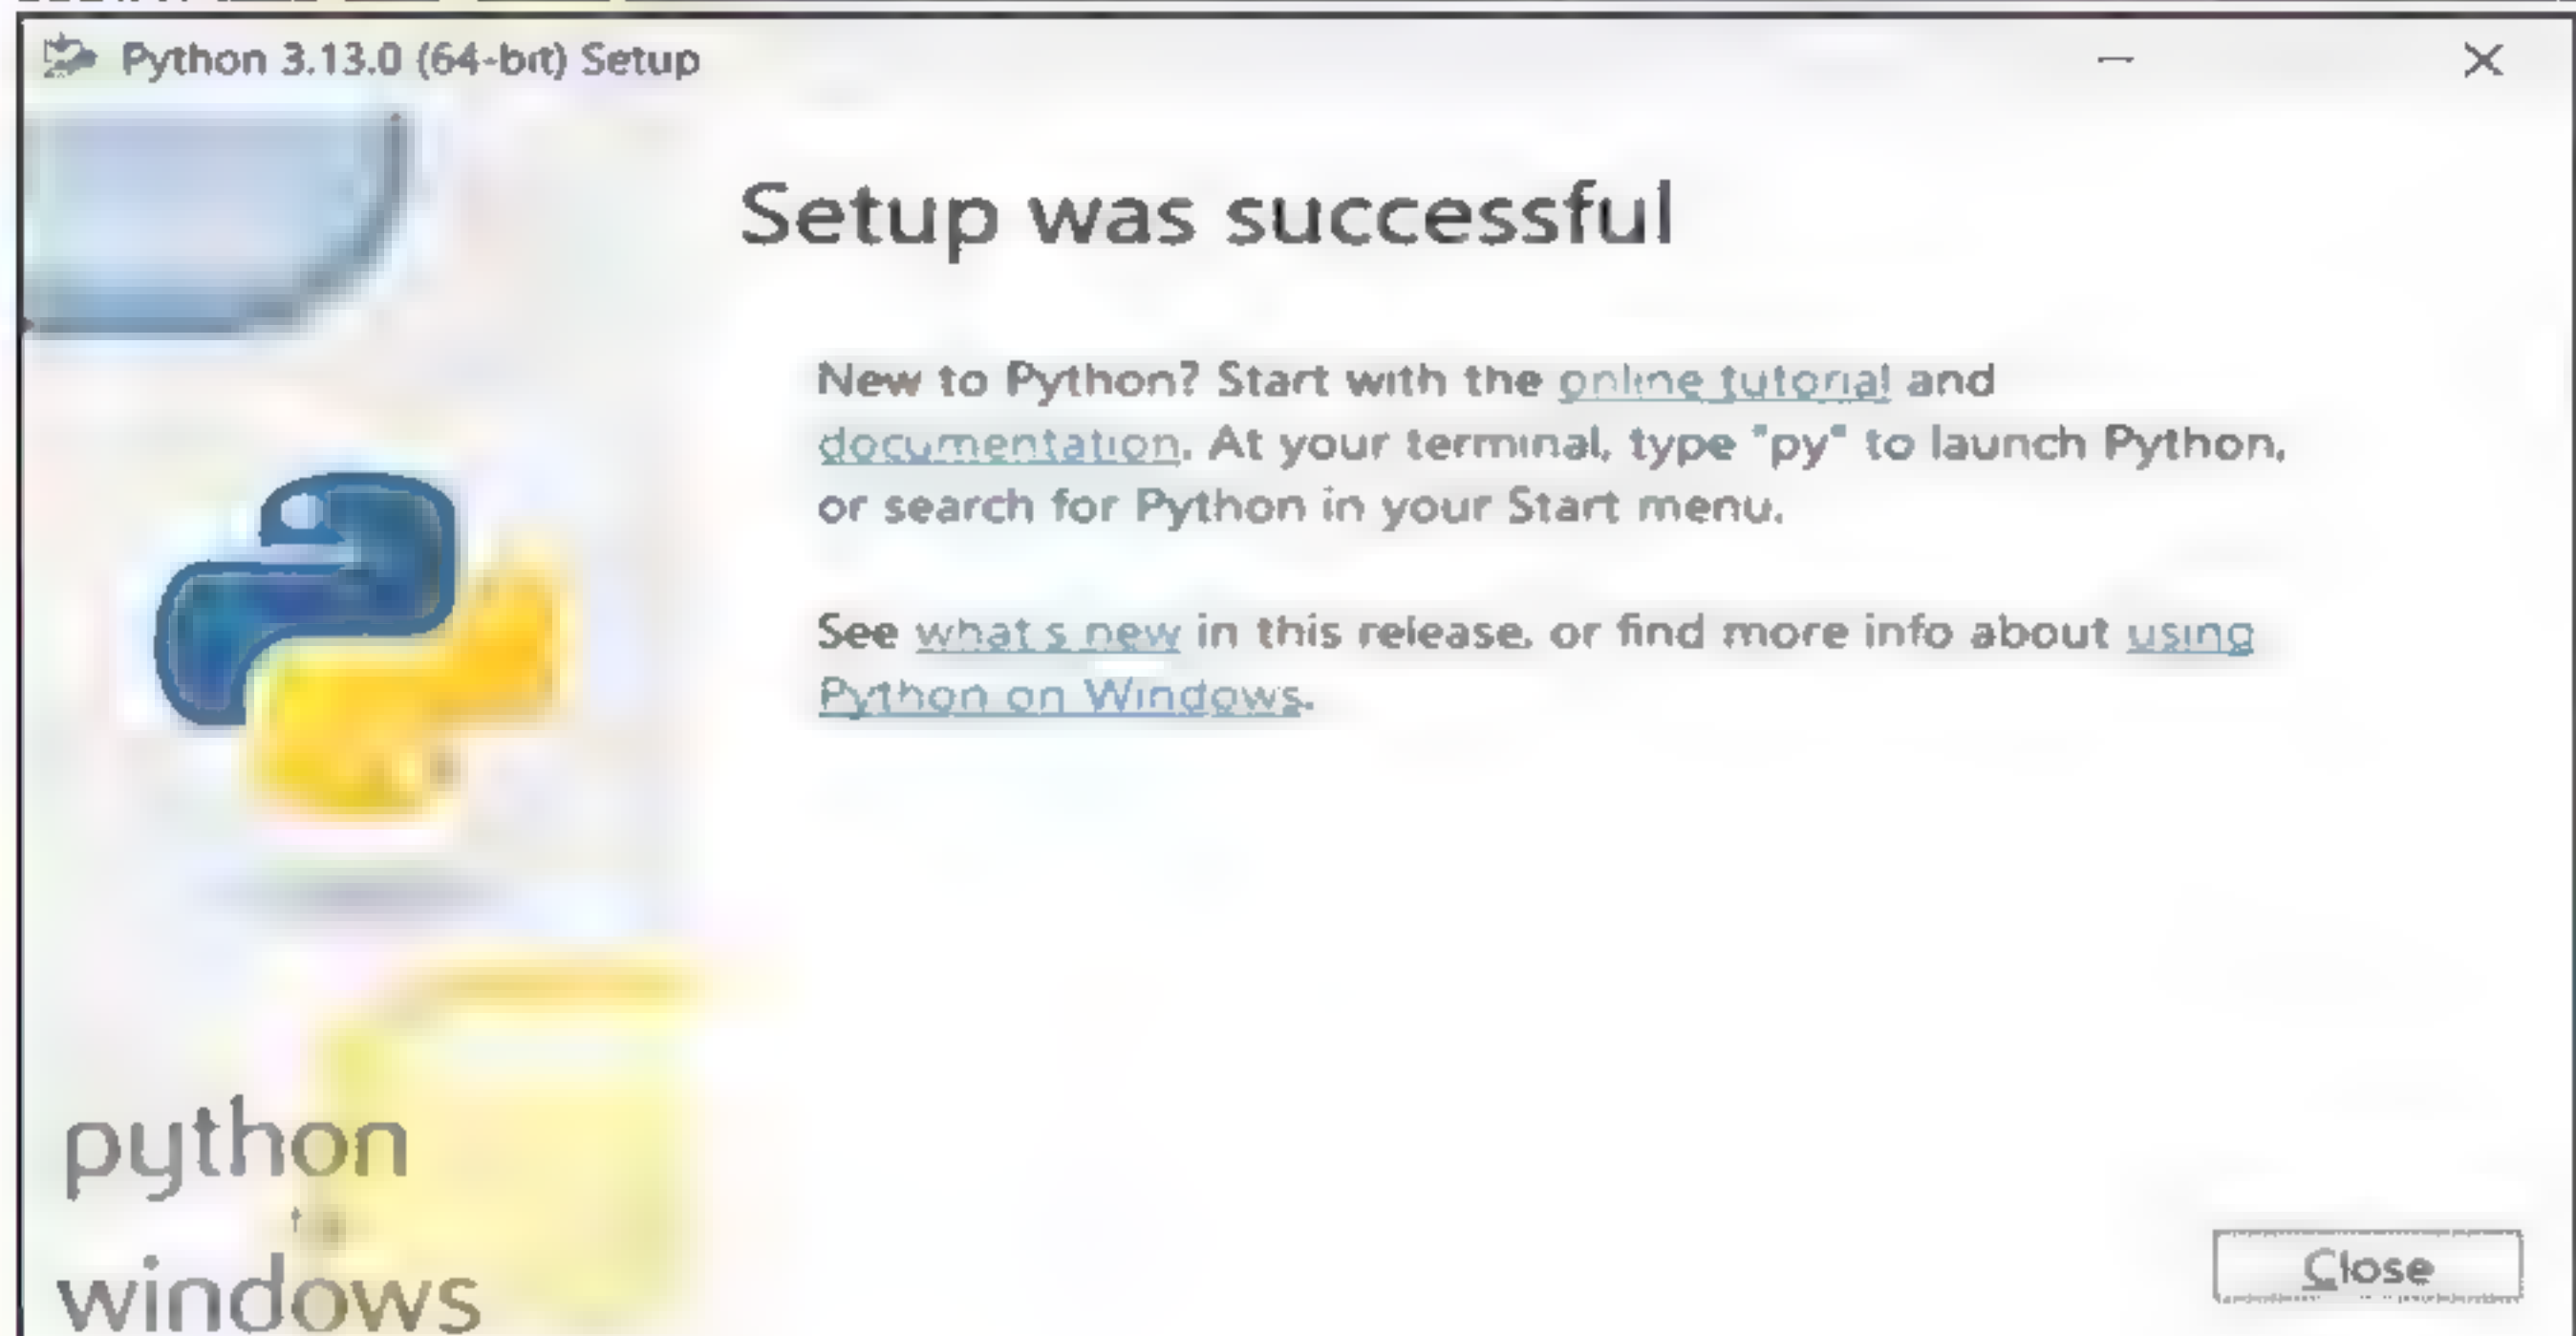 Python 3.13.0 (64-bit) Setup
Setup was successful
New to Python? Start with the online tutorial and
documentation. At your terminal, type "py" to launch Python,
or search for Python in your Start menu.
See what's new in this release, or find more info about using
Python on Windows.
python
windows
Close